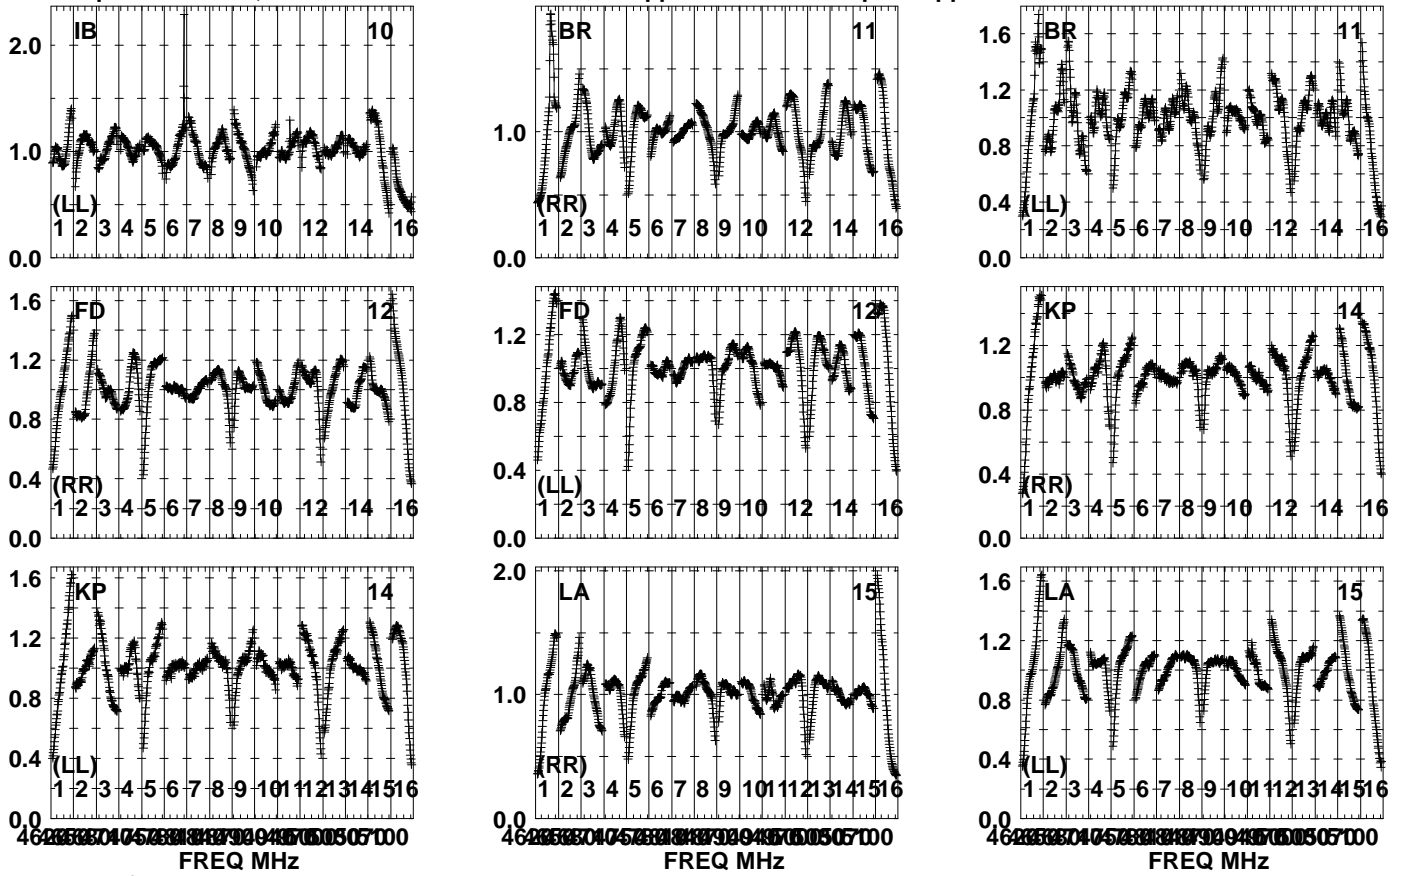 IB 10
2.0
1.0
(LL)
1 2 3 4 5 6 7 8 9 10 12 14 16
0.0
BR 11
1.0
(RR)
1 2 3 4 5 6 7 8 9 10 12 14 16
0.0
BR 11
1.6
1.2
0.8
0.4
(LL)
1 2 3 4 5 6 7 8 9 10 12 14 16
0.0
FD 12
1.6
1.2
0.8
0.4
(RR)
1 2 3 4 5 6 7 8 9 10 12 14 16
0.0
FD 12
1.2
0.8
0.4
(LL)
1 2 3 4 5 6 7 8 9 10 12 14 16
0.0
KP 14
1.2
0.8
0.4
(RR)
1 2 3 4 5 6 7 8 9 10 12 14 16
0.0
KP 14
1.6
1.2
0.8
0.4
(LL)
1 2 3 4 5 6 7 8 9 10 11 12 13 14 15 16
0.0
FREQ MHz
LA 15
2.0
1.0
(RR)
1 2 3 4 5 6 7 8 9 10 11 12 13 14 15 16
0.0
FREQ MHz
LA 15
1.6
1.2
0.8
0.4
(LL)
1 2 3 4 5 6 7 8 9 10 11 12 13 14 15 16
0.0
FREQ MHz